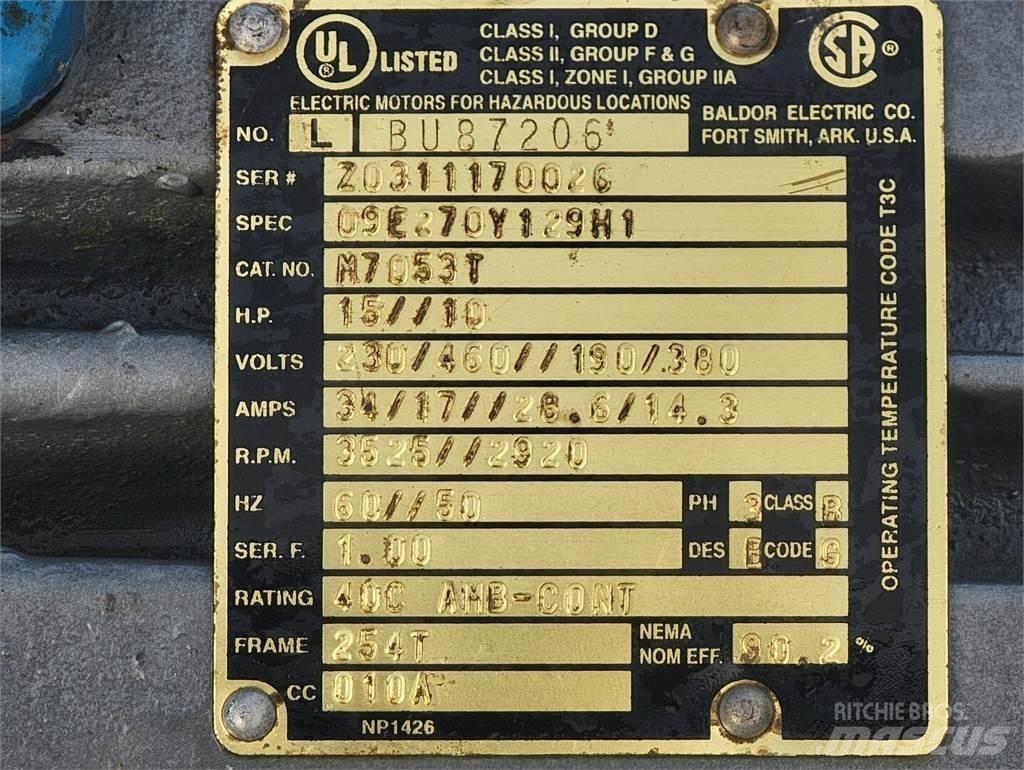 UL® LISTED
CLASS I, GROUP D
CLASS II, GROUP F & G
CLASS I, ZONE I, GROUP IIA
SA®
ELECTRIC MOTORS FOR HAZARDOUS LOCATIONS
BALDOR ELECTRIC CO.
FORT SMITH, ARK. U.S.A.
NO. L BU87206
SER # Z0311170026
SPEC 09E270Y129H1
CAT. NO. M7053T
H.P. 15//10
VOLTS 230/460//190/380
AMPS 34/17//28.6/14.3
R.P.M. 3525//2920
HZ 60//50 PH 3 CLASS B
SER. F. 1.00 DES E CODE G
RATING 40C AMB-CONT
FRAME 254T NEMA NOM EFF. 90.2 %
CC 010A
NP1426
OPERATING TEMPERATURE CODE T3C
RITCHIE BROS.
MASCUS